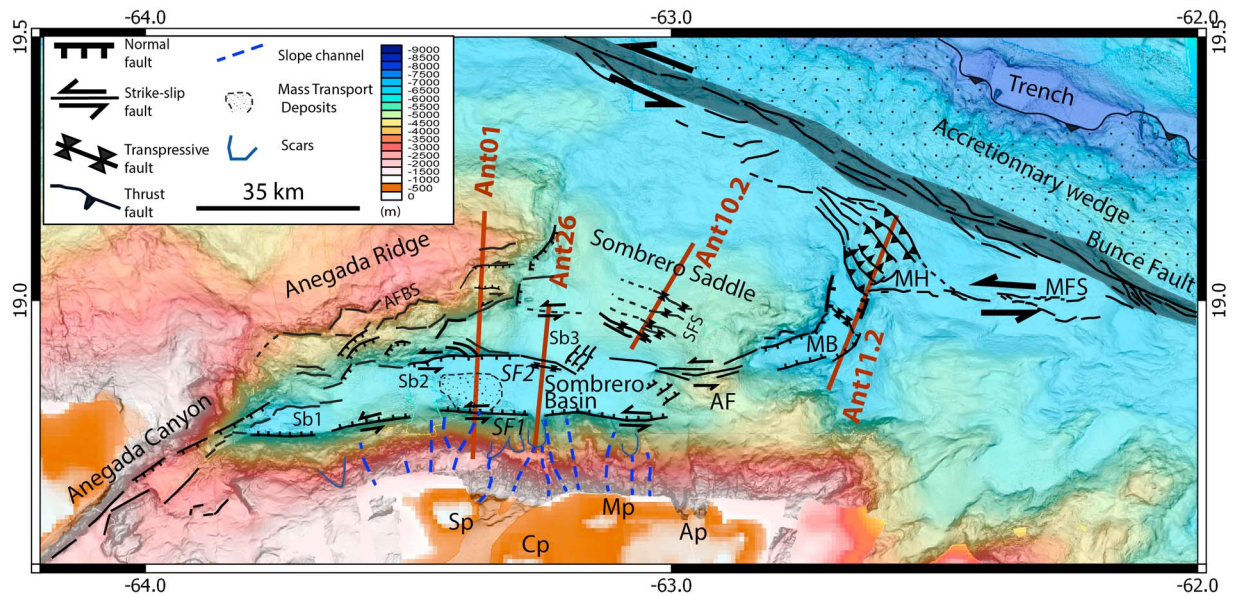 -64.0
-63.0
-62.0
19.5
19.5
Normal
fault
Strike-slip
fault
Transpressive
fault
Thrust
fault
Slope channel
Mass Transport
Deposits
Scars
35 km
-9000
-8500
-8000
-7500
-7000
-6500
-6000
-5500
-5000
-4500
-4000
-3500
-3000
-2500
-2000
-1500
-1000
-500
0
(m)
Trench
Accretionnary wedge
Bunce Fault
Ant01
Ant26
Ant10.2
Ant11.2
Anegada Ridge
AFBS
Sombrero Saddle
SFS
MH
MFS
MB
19.0
19.0
Sb3
Sb2
SF2
Sombrero
Basin
AF
Sb1
SF1
Anegada Canyon
Sp
Cp
Mp
Ap
-64.0
-63.0
-62.0